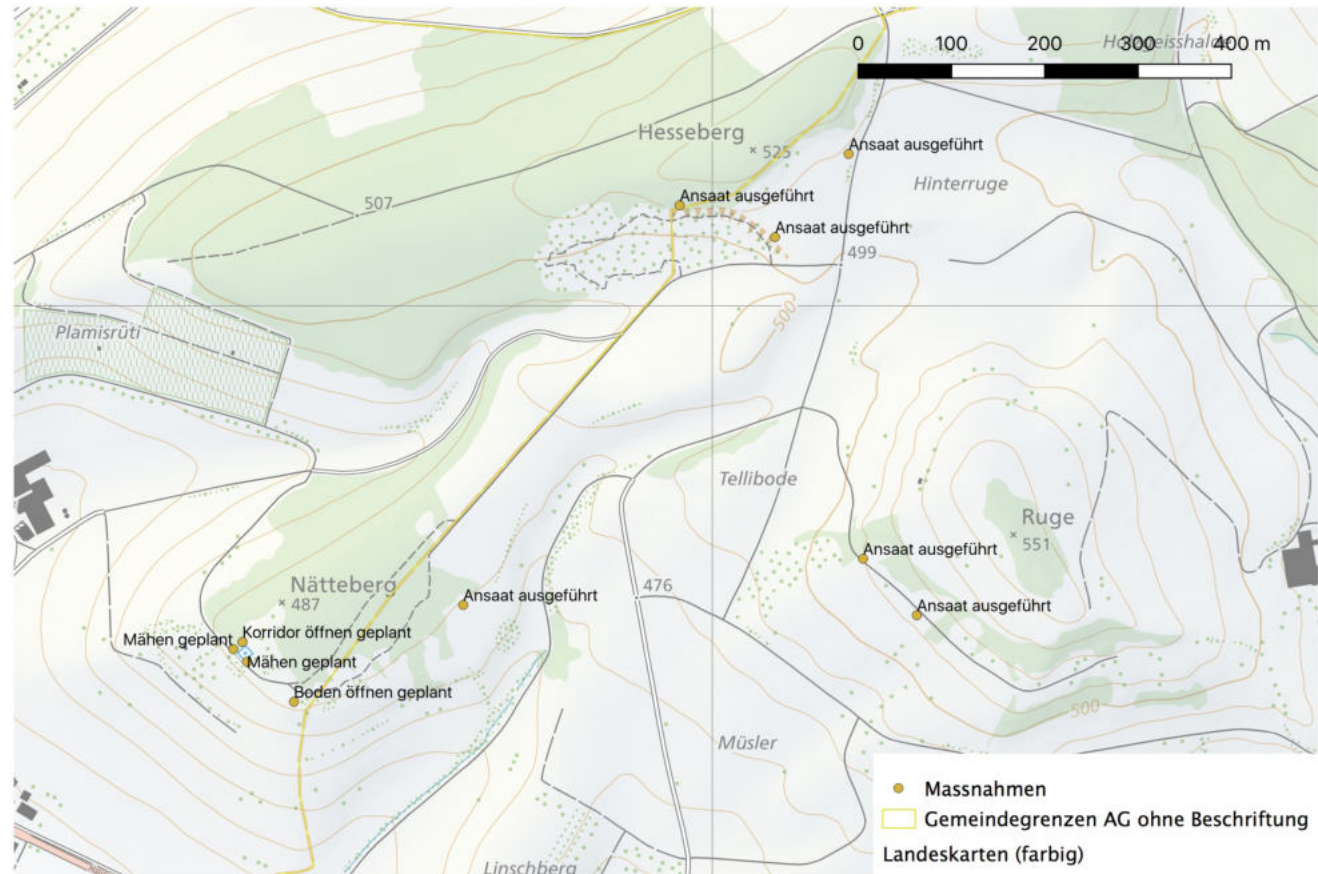 0 100 200 300 400 m
Holzgeisshalde
Hesseberg
525
Ansaat ausgeführt
Hinterruge
Ansaat ausgeführt
507
Ansaat ausgeführt
499
Plamisrüti
500
Tellibode
Ruge
551
Ansaat ausgeführt
Nätteberg
487
476
Ansaat ausgeführt
Ansaat ausgeführt
Korridor öffnen geplant
Mähen geplant
Mähen geplant
Boden öffnen geplant
500
Müsler
Linschberg
Massnahmen
Gemeindegrenzen AG ohne Beschriftung
Landeskarten (farbig)